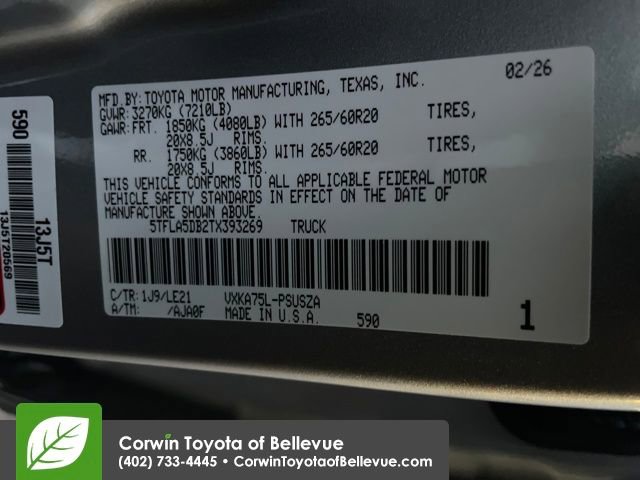 MFD.BY:TOYOTA MOTOR MANUFACTURING, TEXAS, INC. 02/26
GVWR: 3270KG (7210LB)
GAWR:FRT. 1850KG (4080LB) WITH 265/60R20 TIRES,
20X8.5J RIMS.
RR. 1750KG (3860LB) WITH 265/60R20 TIRES,
20X8.5J RIMS.
THIS VEHICLE CONFORMS TO ALL APPLICABLE FEDERAL MOTOR
VEHICLE SAFETY STANDARDS IN EFFECT ON THE DATE OF
MANUFACTURE SHOWN ABOVE.
5TFLA5DB2TX393269 TRUCK
C/TR: 1J9/LE21 VXKA75L-PSUSZA
A/TM: /AJA0F MADE IN U.S.A. 590 1
590
13J5T
13J5T20569
Corwin Toyota of Bellevue
(402) 733-4445 • CorwinToyotaofBellevue.com